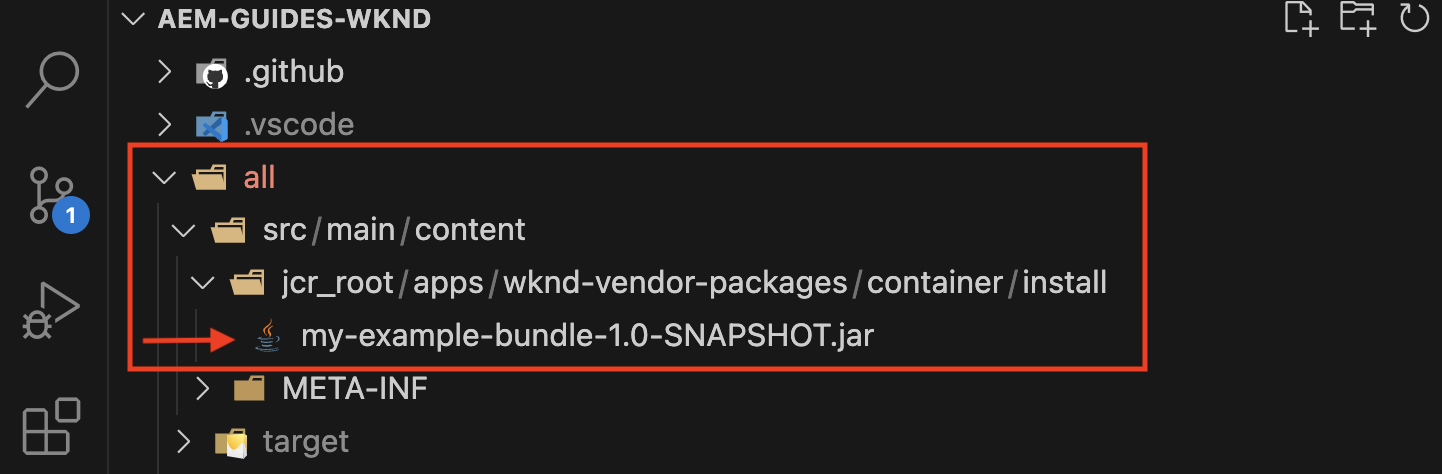 AEM-GUIDES-WKND
.github
.vscode
all
src/main/content
jcr_root/apps/wknd-vendor-packages/container/install
my-example-bundle-1.0-SNAPSHOT.jar
META-INF
target
1